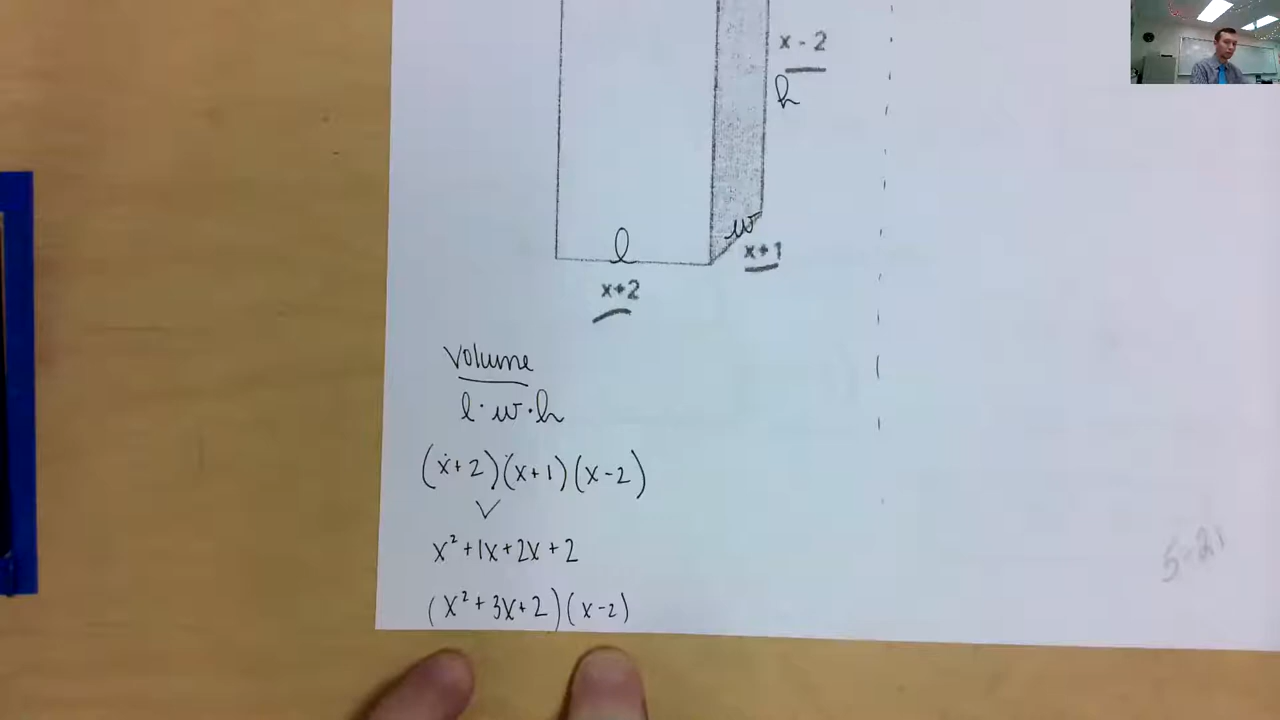 x - 2
h
w
l
x+1
x+2
Volume
l · w · h
(x+2)(x+1)(x-2)
x² + 1x + 2x + 2
(x² + 3x + 2)(x-2)